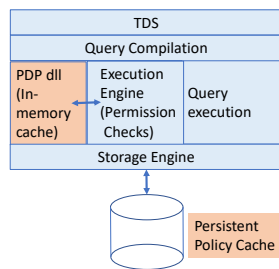 TDS
Query Compilation
PDP dll
(In-
memory
cache)
Execution
Engine
(Permission
Checks)
Query
execution
Storage Engine
Persistent
Policy Cache